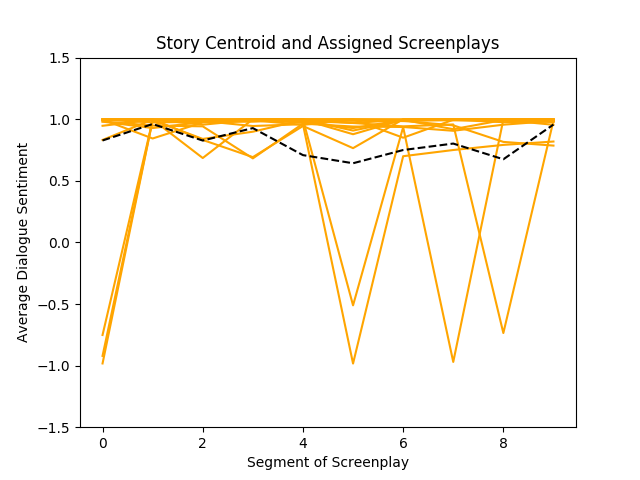 Story Centroid and Assigned Screenplays
1.5
1.0
0.5
0.0
−0.5
−1.0
−1.5
Average Dialogue Sentiment
0 2 4 6 8
Segment of Screenplay